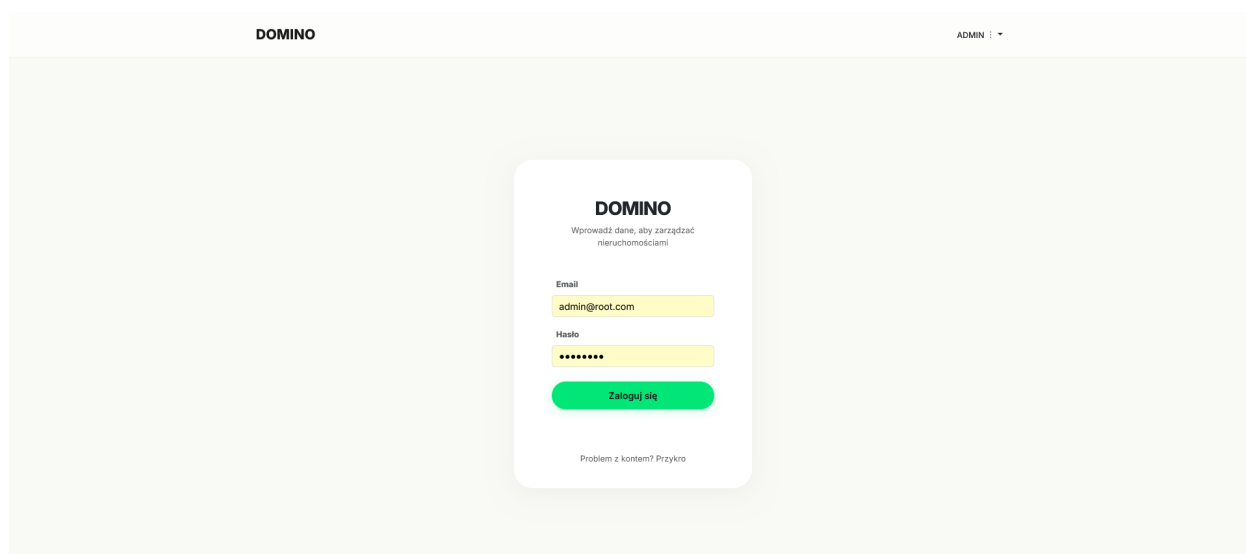 DOMINO
ADMIN
DOMINO
Wprowadź dane, aby zarządzać
nieruchomościami
Email
admin@root.com
Hasło
••••••••
Zaloguj się
Problem z kontem? Przykro